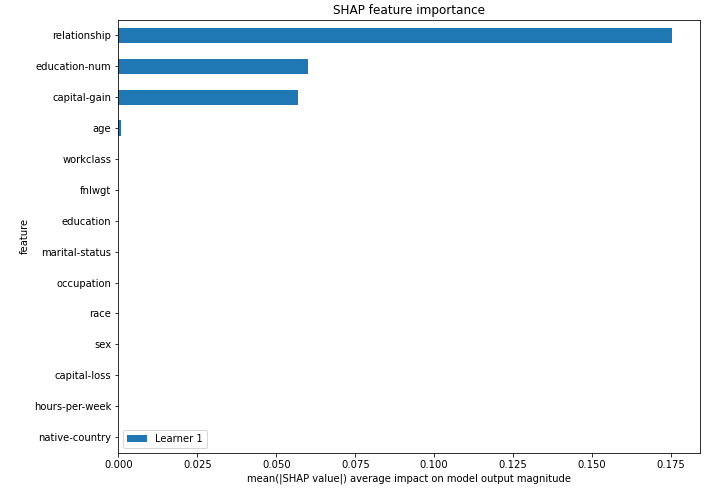 SHAP feature importance
relationship
education-num
capital-gain
age
workclass
fnlwgt
education
marital-status
occupation
race
sex
capital-loss
hours-per-week
native-country
feature
Learner 1
0.000 0.025 0.050 0.075 0.100 0.125 0.150 0.175
mean(|SHAP value|) average impact on model output magnitude